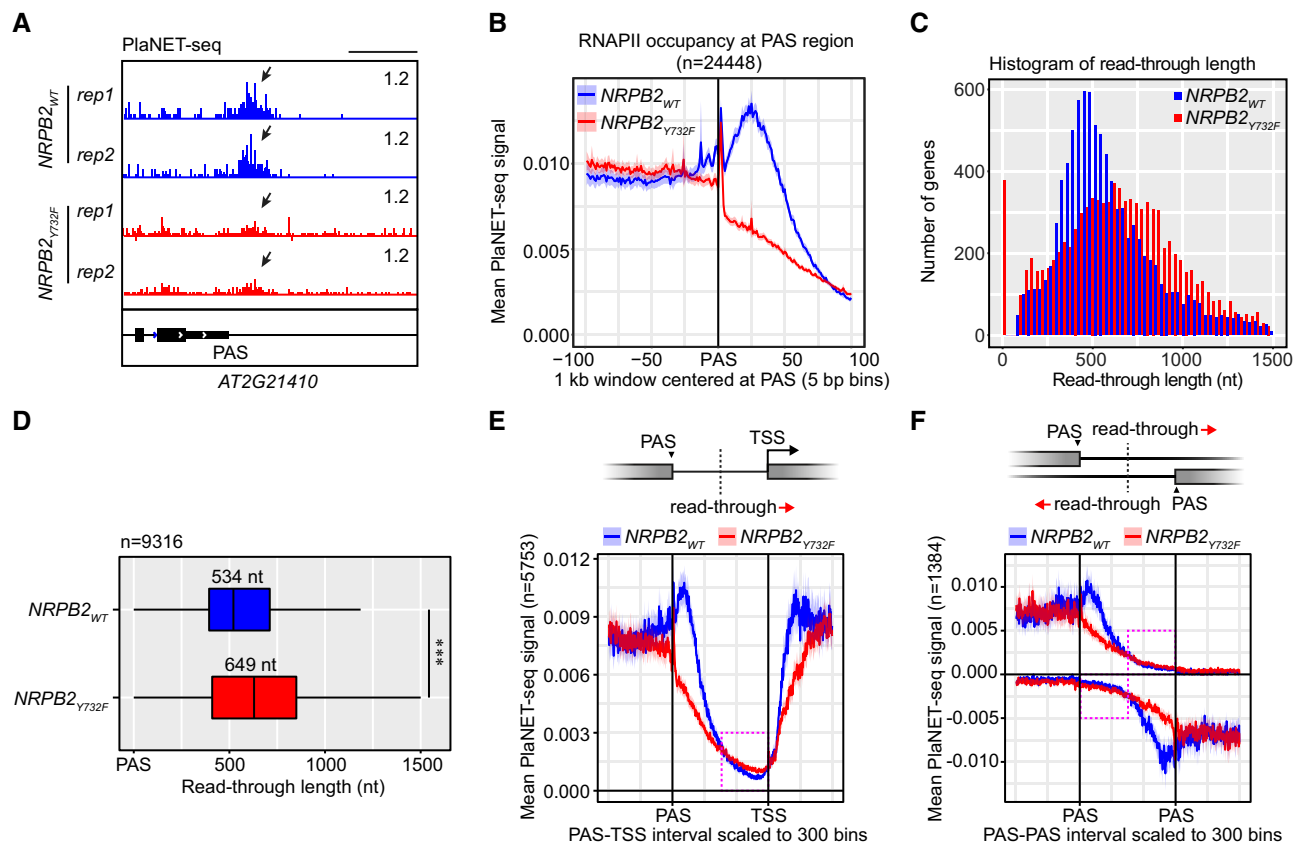 A
PlaNET-seq
NRPB2WT
rep1
1.2
rep2
1.2
NRPB2Y732F
rep1
1.2
rep2
1.2
PAS
AT2G21410
B
RNAPII occupancy at PAS region
(n=24448)
NRPB2WT
NRPB2Y732F
Mean PlaNET-seq signal
0.010
0.005
0.000
−100
−50
PAS
50
100
1 kb window centered at PAS (5 bp bins)
C
Histogram of read-through length
NRPB2WT
NRPB2Y732F
Number of genes
600
400
200
0
0
500
1000
1500
Read-through length (nt)
D
n=9316
534 nt
NRPB2WT
649 nt
NRPB2Y732F
***
PAS
500
1000
1500
Read-through length (nt)
E
PAS
TSS
read-through
NRPB2WT
NRPB2Y732F
Mean PlaNET-seq signal (n=5753)
0.012
0.009
0.006
0.003
0.000
PAS
TSS
PAS-TSS interval scaled to 300 bins
F
PAS
read-through
read-through
PAS
NRPB2WT
NRPB2Y732F
Mean PlaNET-seq signal (n=1384)
0.010
0.005
0.000
-0.005
-0.010
PAS
PAS
PAS-PAS interval scaled to 300 bins